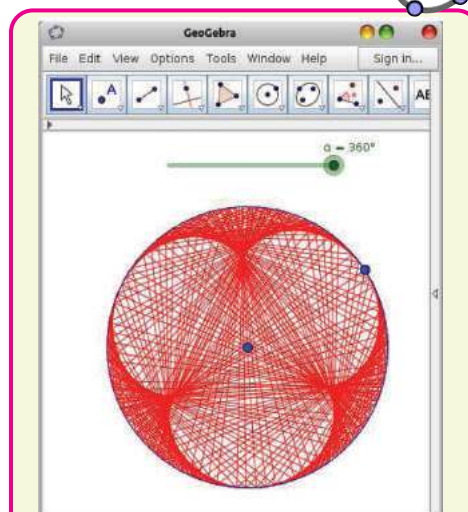 GeoGebra
File Edit View Options Tools Window Help Sign in...
A
α = 360°